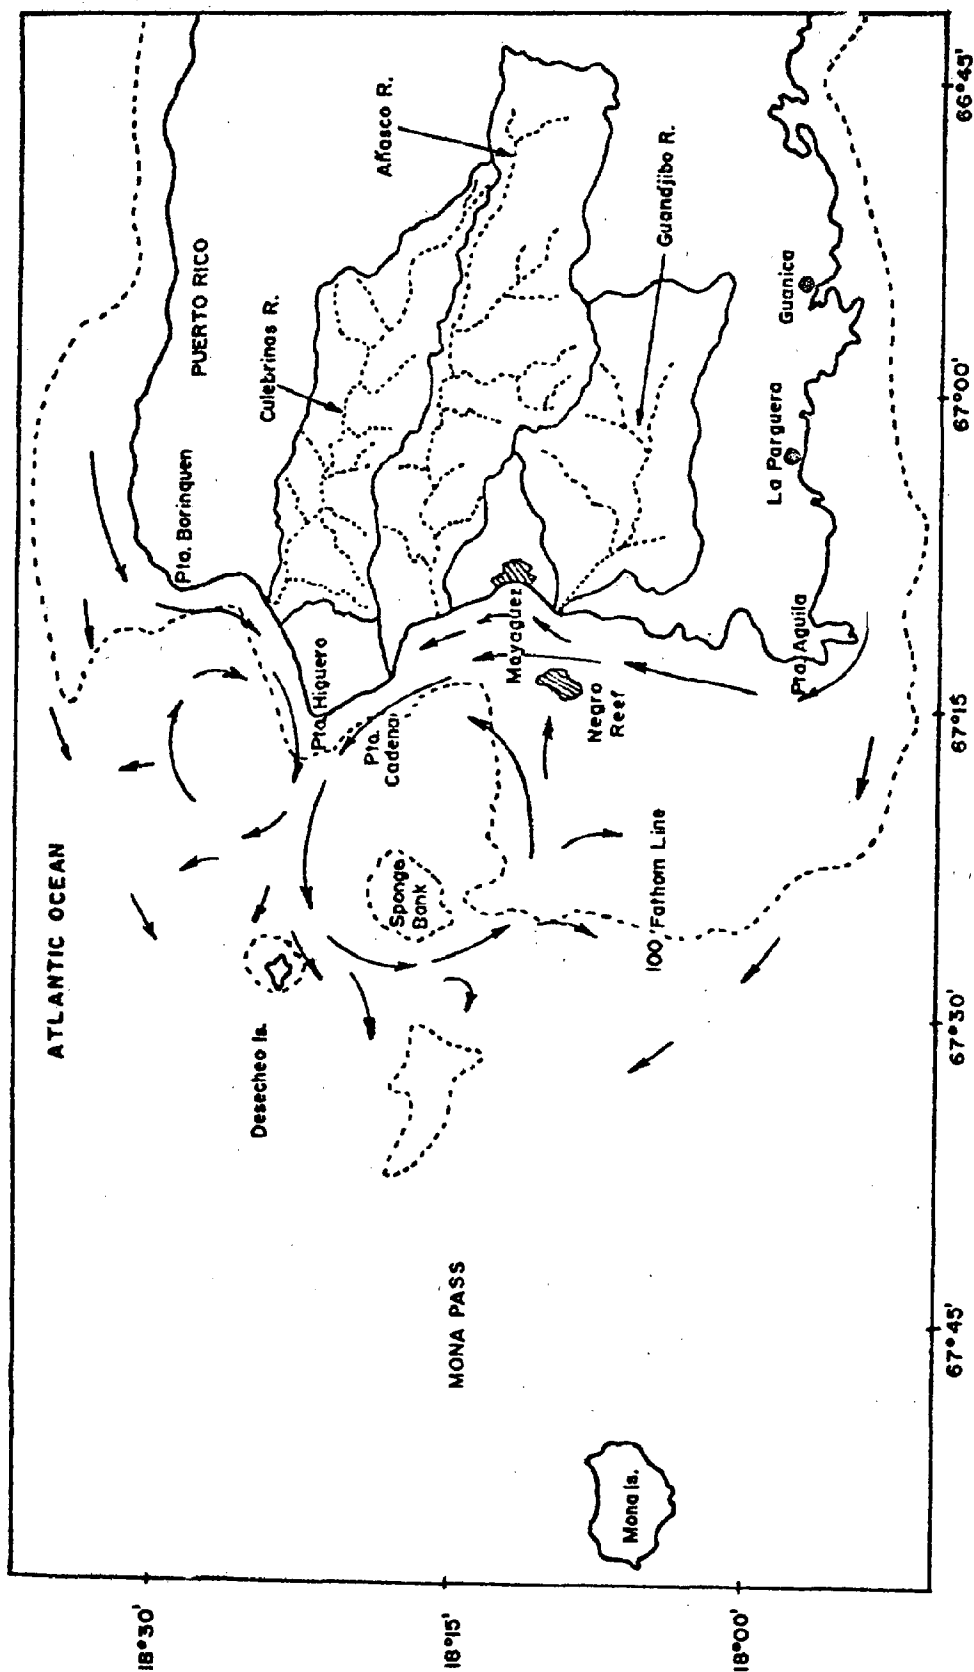 ATLANTIC OCEAN
PUERTO RICO
Pta. Borinquen
Culebrinas R.
Añasco R.
Guandjibo R.
Desecheo Is.
Pta. Higuero
Pta.
Cadena
Sponge
Bank
Mayaguez
Negro
Reef
MONA PASS
100 Fathom Line
Mona Is.
Pta. Aguila
La Parguera
Guanica
18°30'
18°15'
18°00'
67°45'
67°30'
67°15'
67°00'
66°45'